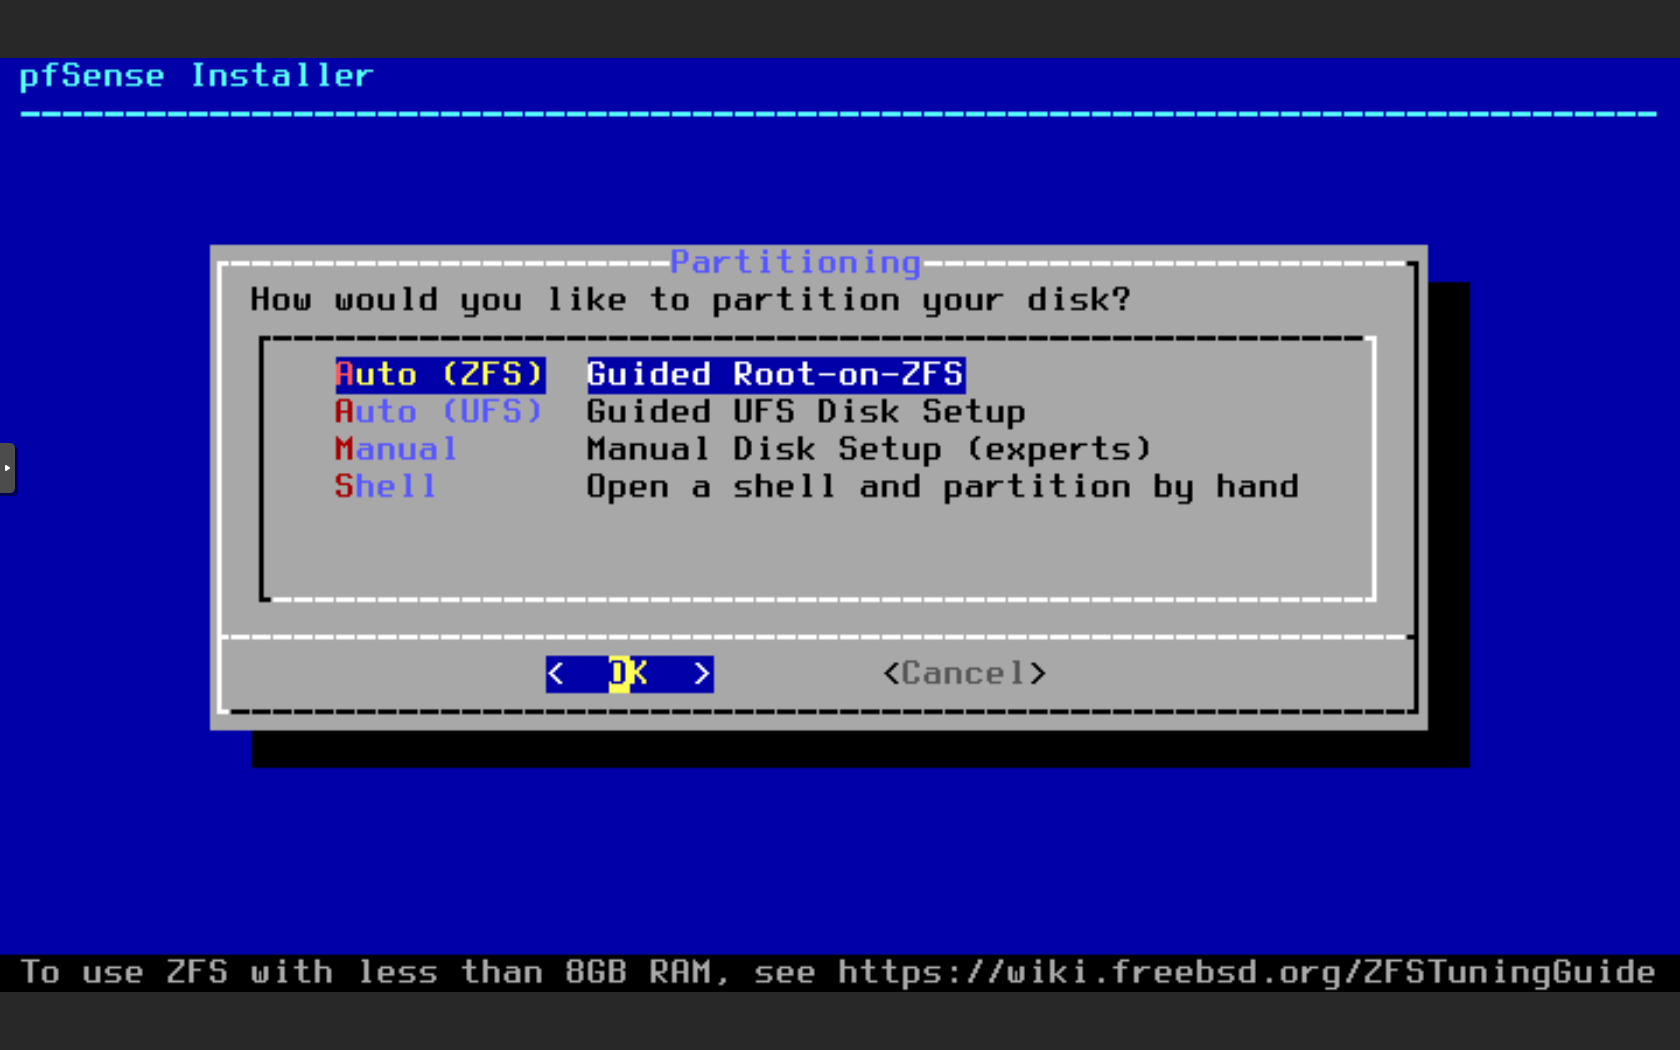 pfSense Installer
Partitioning
How would you like to partition your disk?
Auto (ZFS) Guided Root-on-ZFS
Auto (UFS) Guided UFS Disk Setup
Manual Manual Disk Setup (experts)
Shell Open a shell and partition by hand
< OK > <Cancel>
To use ZFS with less than 8GB RAM, see https://wiki.freebsd.org/ZFSTuningGuide